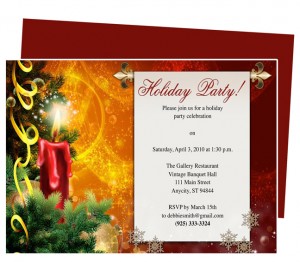 Holiday Party!
Please join us for a holiday
party celebration
on
Saturday, April 3, 2010 at 1:30 am
The Gallery Restaurant
Vintage Banquet Hall
111 Main Street
Anycity, ST 94844
RSVP by March 15th
to debbiesmith@gmail.com
(925) 333-3324